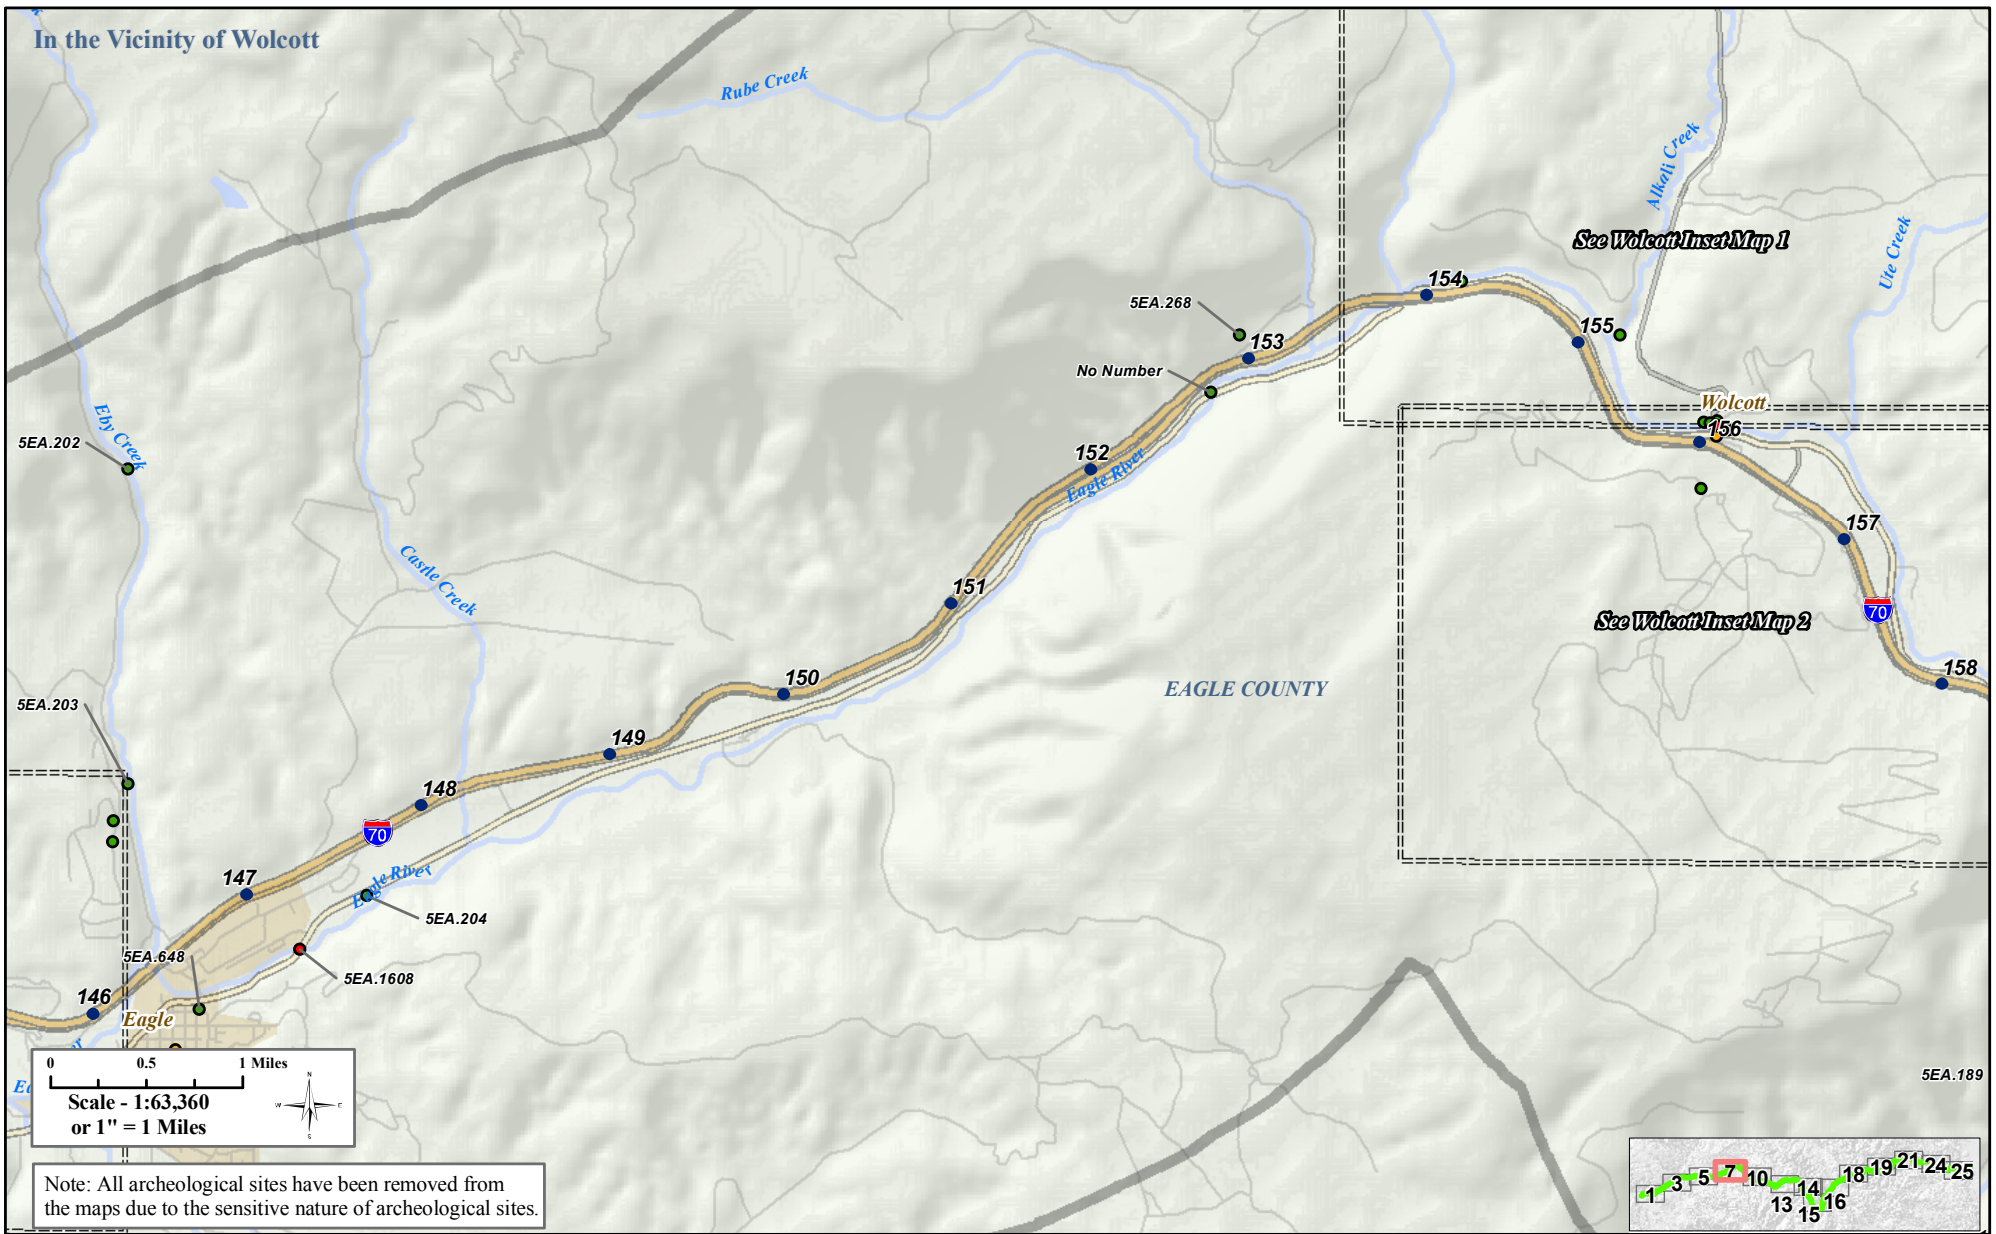 In the Vicinity of Wolcott
Rube Creek
Alkali Creek
See Wolcott Inset Map 1
Ute Creek
154
5EA.268
153
155
No Number
Wolcott
Eby Creek
5EA.202
156
152
Eagle River
157
Castle Creek
151
70
See Wolcott Inset Map 2
158
150
EAGLE COUNTY
5EA.203
149
148
70
147
Eagle River
5EA.204
5EA.648
5EA.1608
146
Eagle
0 0.5 1 Miles
N
W E
S
Scale - 1:63,360
or 1" = 1 Miles
5EA.189
Note: All archeological sites have been removed from
the maps due to the sensitive nature of archeological sites.
1 3 5 7 10 13 14 15 16 18 19 21 24 25